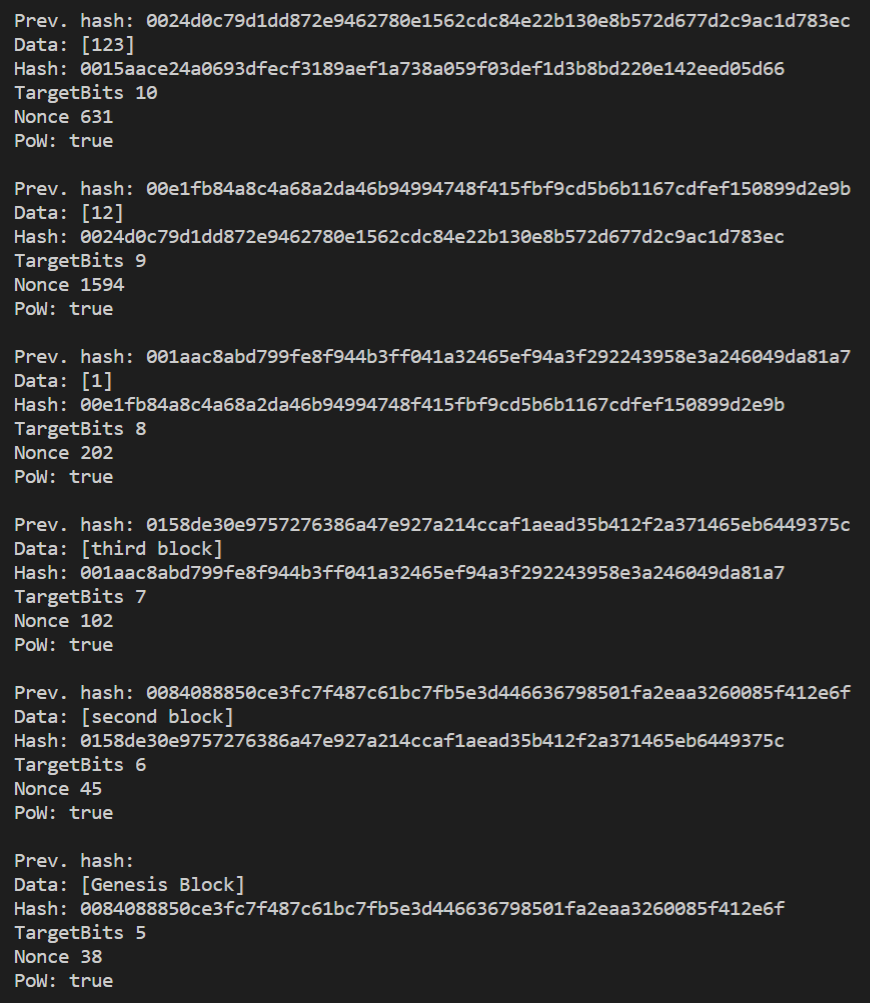 Prev. hash: 0024d0c79d1dd872e9462780e1562cdc84e22b130e8b572d677d2c9ac1d783ec
Data: [123]
Hash: 0015aace24a0693dfecf3189aef1a738a059f03def1d3b8bd220e142eed05d66
TargetBits 10
Nonce 631
PoW: true
Prev. hash: 00e1fb84a8c4a68a2da46b94994748f415fbf9cd5b6b1167cdfef150899d2e9b
Data: [12]
Hash: 0024d0c79d1dd872e9462780e1562cdc84e22b130e8b572d677d2c9ac1d783ec
TargetBits 9
Nonce 1594
PoW: true
Prev. hash: 001aac8abd799fe8f944b3ff041a32465ef94a3f292243958e3a246049da81a7
Data: [1]
Hash: 00e1fb84a8c4a68a2da46b94994748f415fbf9cd5b6b1167cdfef150899d2e9b
TargetBits 8
Nonce 202
PoW: true
Prev. hash: 0158de30e9757276386a47e927a214ccaf1aead35b412f2a371465eb6449375c
Data: [third block]
Hash: 001aac8abd799fe8f944b3ff041a32465ef94a3f292243958e3a246049da81a7
TargetBits 7
Nonce 102
PoW: true
Prev. hash: 0084088850ce3fc7f487c61bc7fb5e3d446636798501fa2eaa3260085f412e6f
Data: [second block]
Hash: 0158de30e9757276386a47e927a214ccaf1aead35b412f2a371465eb6449375c
TargetBits 6
Nonce 45
PoW: true
Prev. hash:
Data: [Genesis Block]
Hash: 0084088850ce3fc7f487c61bc7fb5e3d446636798501fa2eaa3260085f412e6f
TargetBits 5
Nonce 38
PoW: true